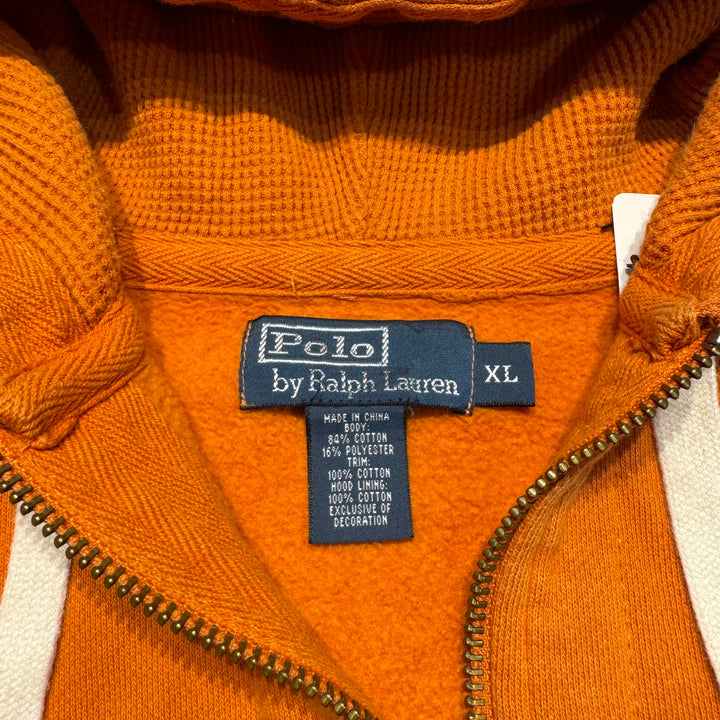 Polo
by Ralph Lauren
XL
MADE IN CHINA
BODY:
84% COTTON
16% POLYESTER
TRIM:
100% COTTON
HOOD LINING:
100% COTTON
EXCLUSIVE OF
DECORATION